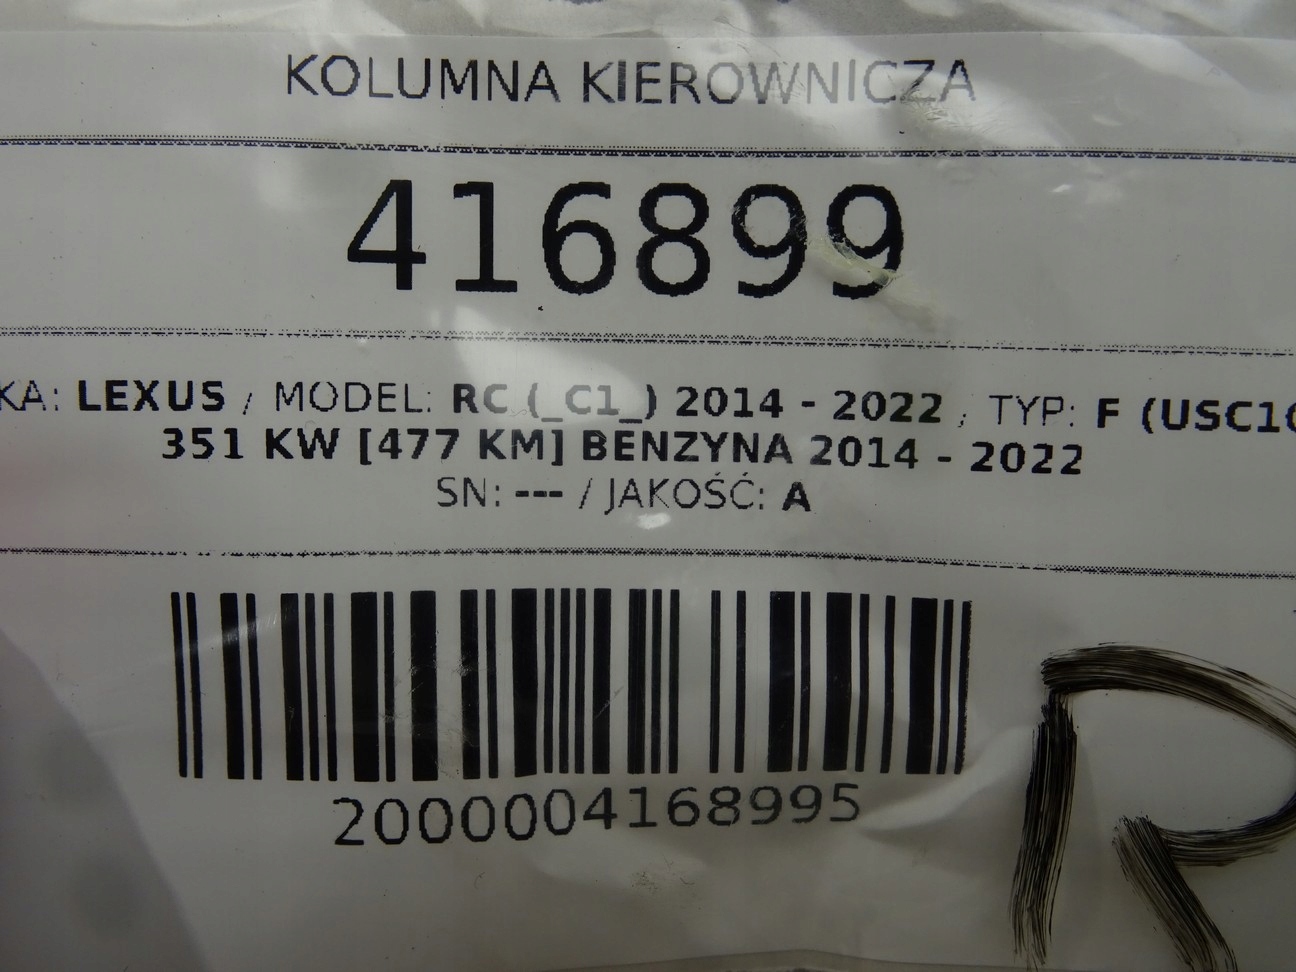 KOLUMNA KIEROWNICZA
416899
KA: LEXUS / MODEL: RC (_C1_) 2014 - 2022 / TYP: F (USC10
351 KW [477 KM] BENZYNA 2014 - 2022
SN: --- / JAKOŚĆ: A
2000004168995
R